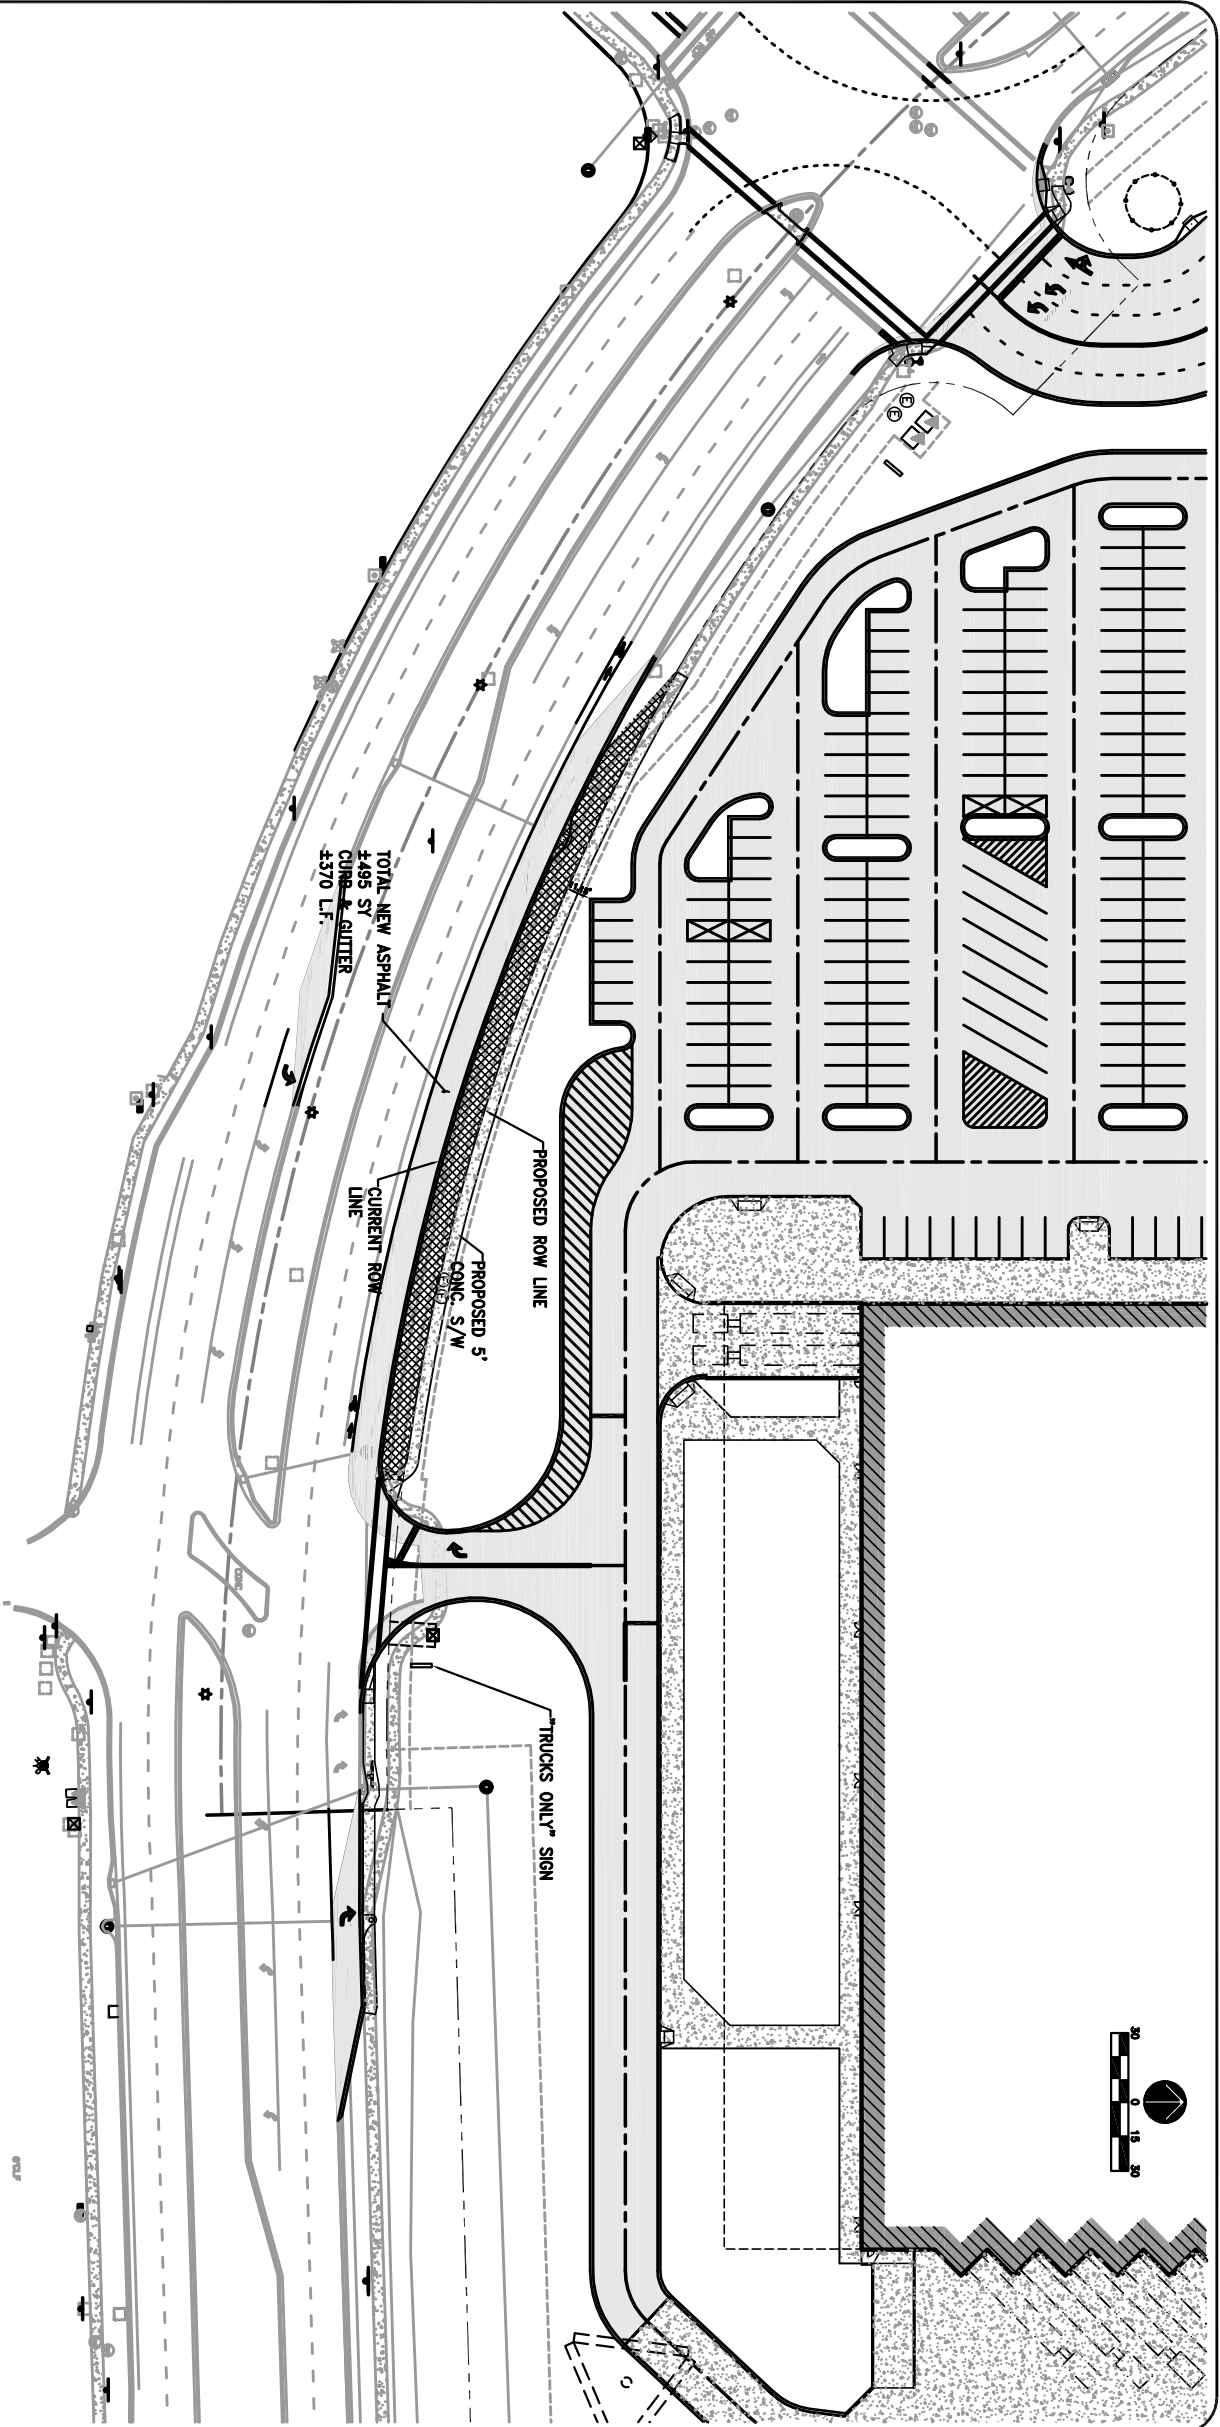 TOTAL NEW ASPHALT
±495 SY
CURB & GUTTER
±370 L.F.
PROPOSED ROW LINE
CURRENT ROW
LINE
PROPOSED 5'
CONC. S/W
"TRUCKS ONLY" SIGN
CONC.
E
E
30
0
15
30